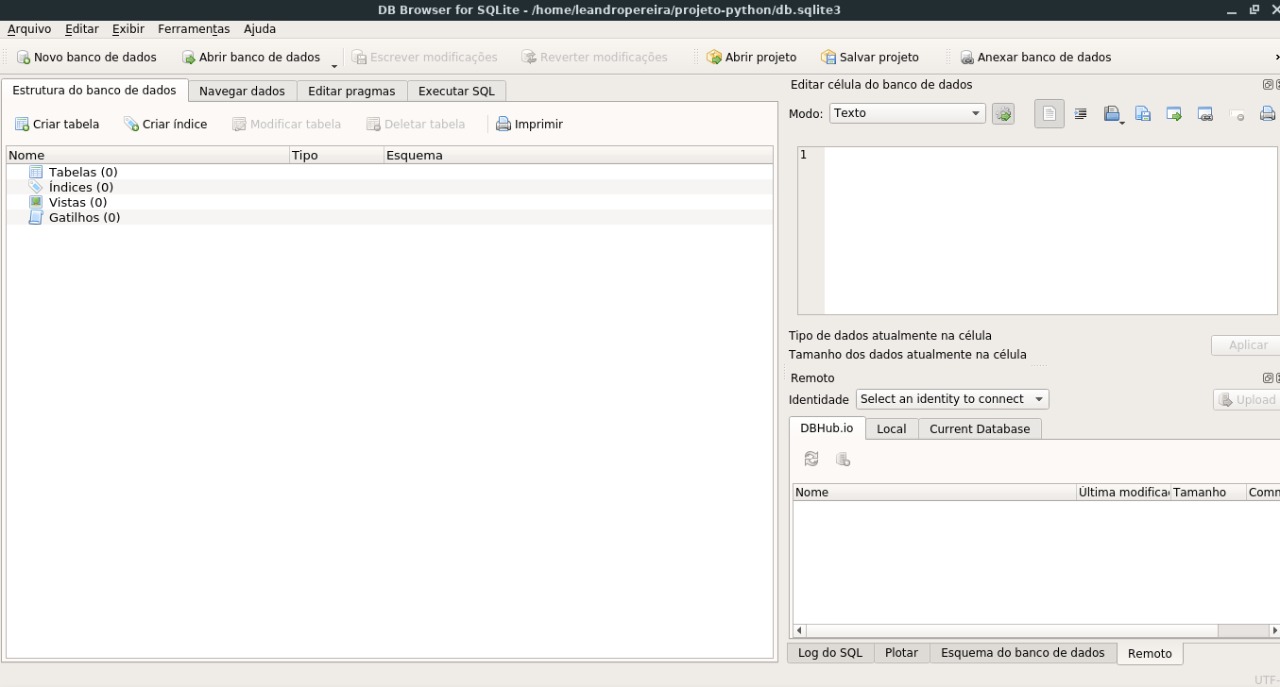 DB Browser for SQLite - /home/leandropereira/projeto-python/db.sqlite3
Arquivo Editar Exibir Ferramentas Ajuda
Novo banco de dados Abrir banco de dados Escrever modificações Reverter modificações Abrir projeto Salvar projeto Anexar banco de dados
Estrutura do banco de dados Navegar dados Editar pragmas Executar SQL
Criar tabela Criar índice Modificar tabela Deletar tabela Imprimir
Nome Tipo Esquema
Tabelas (0)
Índices (0)
Vistas (0)
Gatilhos (0)
Editar célula do banco de dados
Modo: Texto
1
Tipo de dados atualmente na célula
Tamanho dos dados atualmente na célula
Aplicar
Remoto
Identidade Select an identity to connect Upload
DBHub.io Local Current Database
Nome Última modifica Tamanho Comm
Log do SQL Plotar Esquema do banco de dados Remoto
UTF-